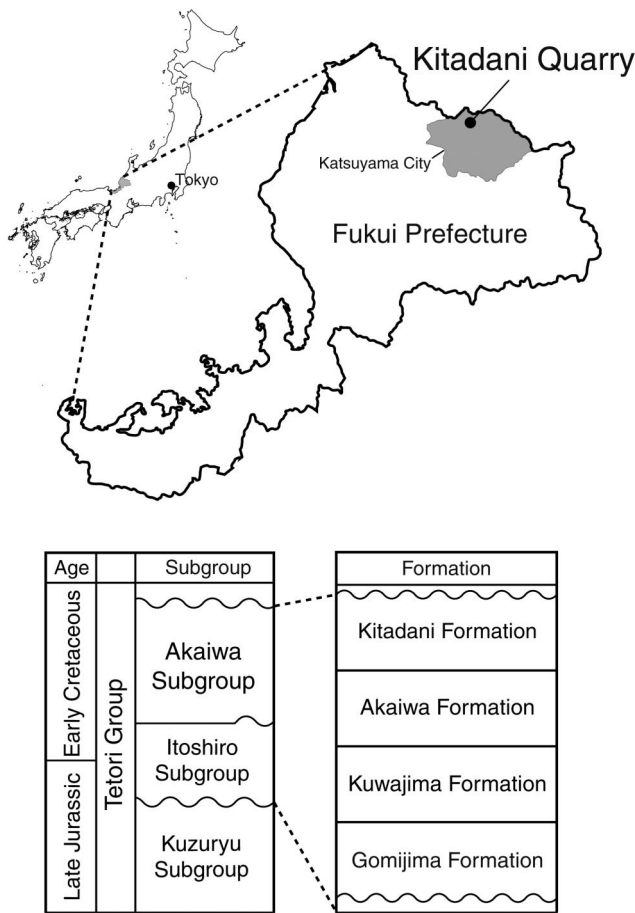 Kitadani Quarry
Tokyo
Katsuyama City
Fukui Prefecture
Age
Subgroup
Early Cretaceous
Late Jurassic
Tetori Group
Akaiwa
Subgroup
Itoshiro
Subgroup
Kuzuryu
Subgroup
Formation
Kitadani Formation
Akaiwa Formation
Kuwajima Formation
Gomijima Formation